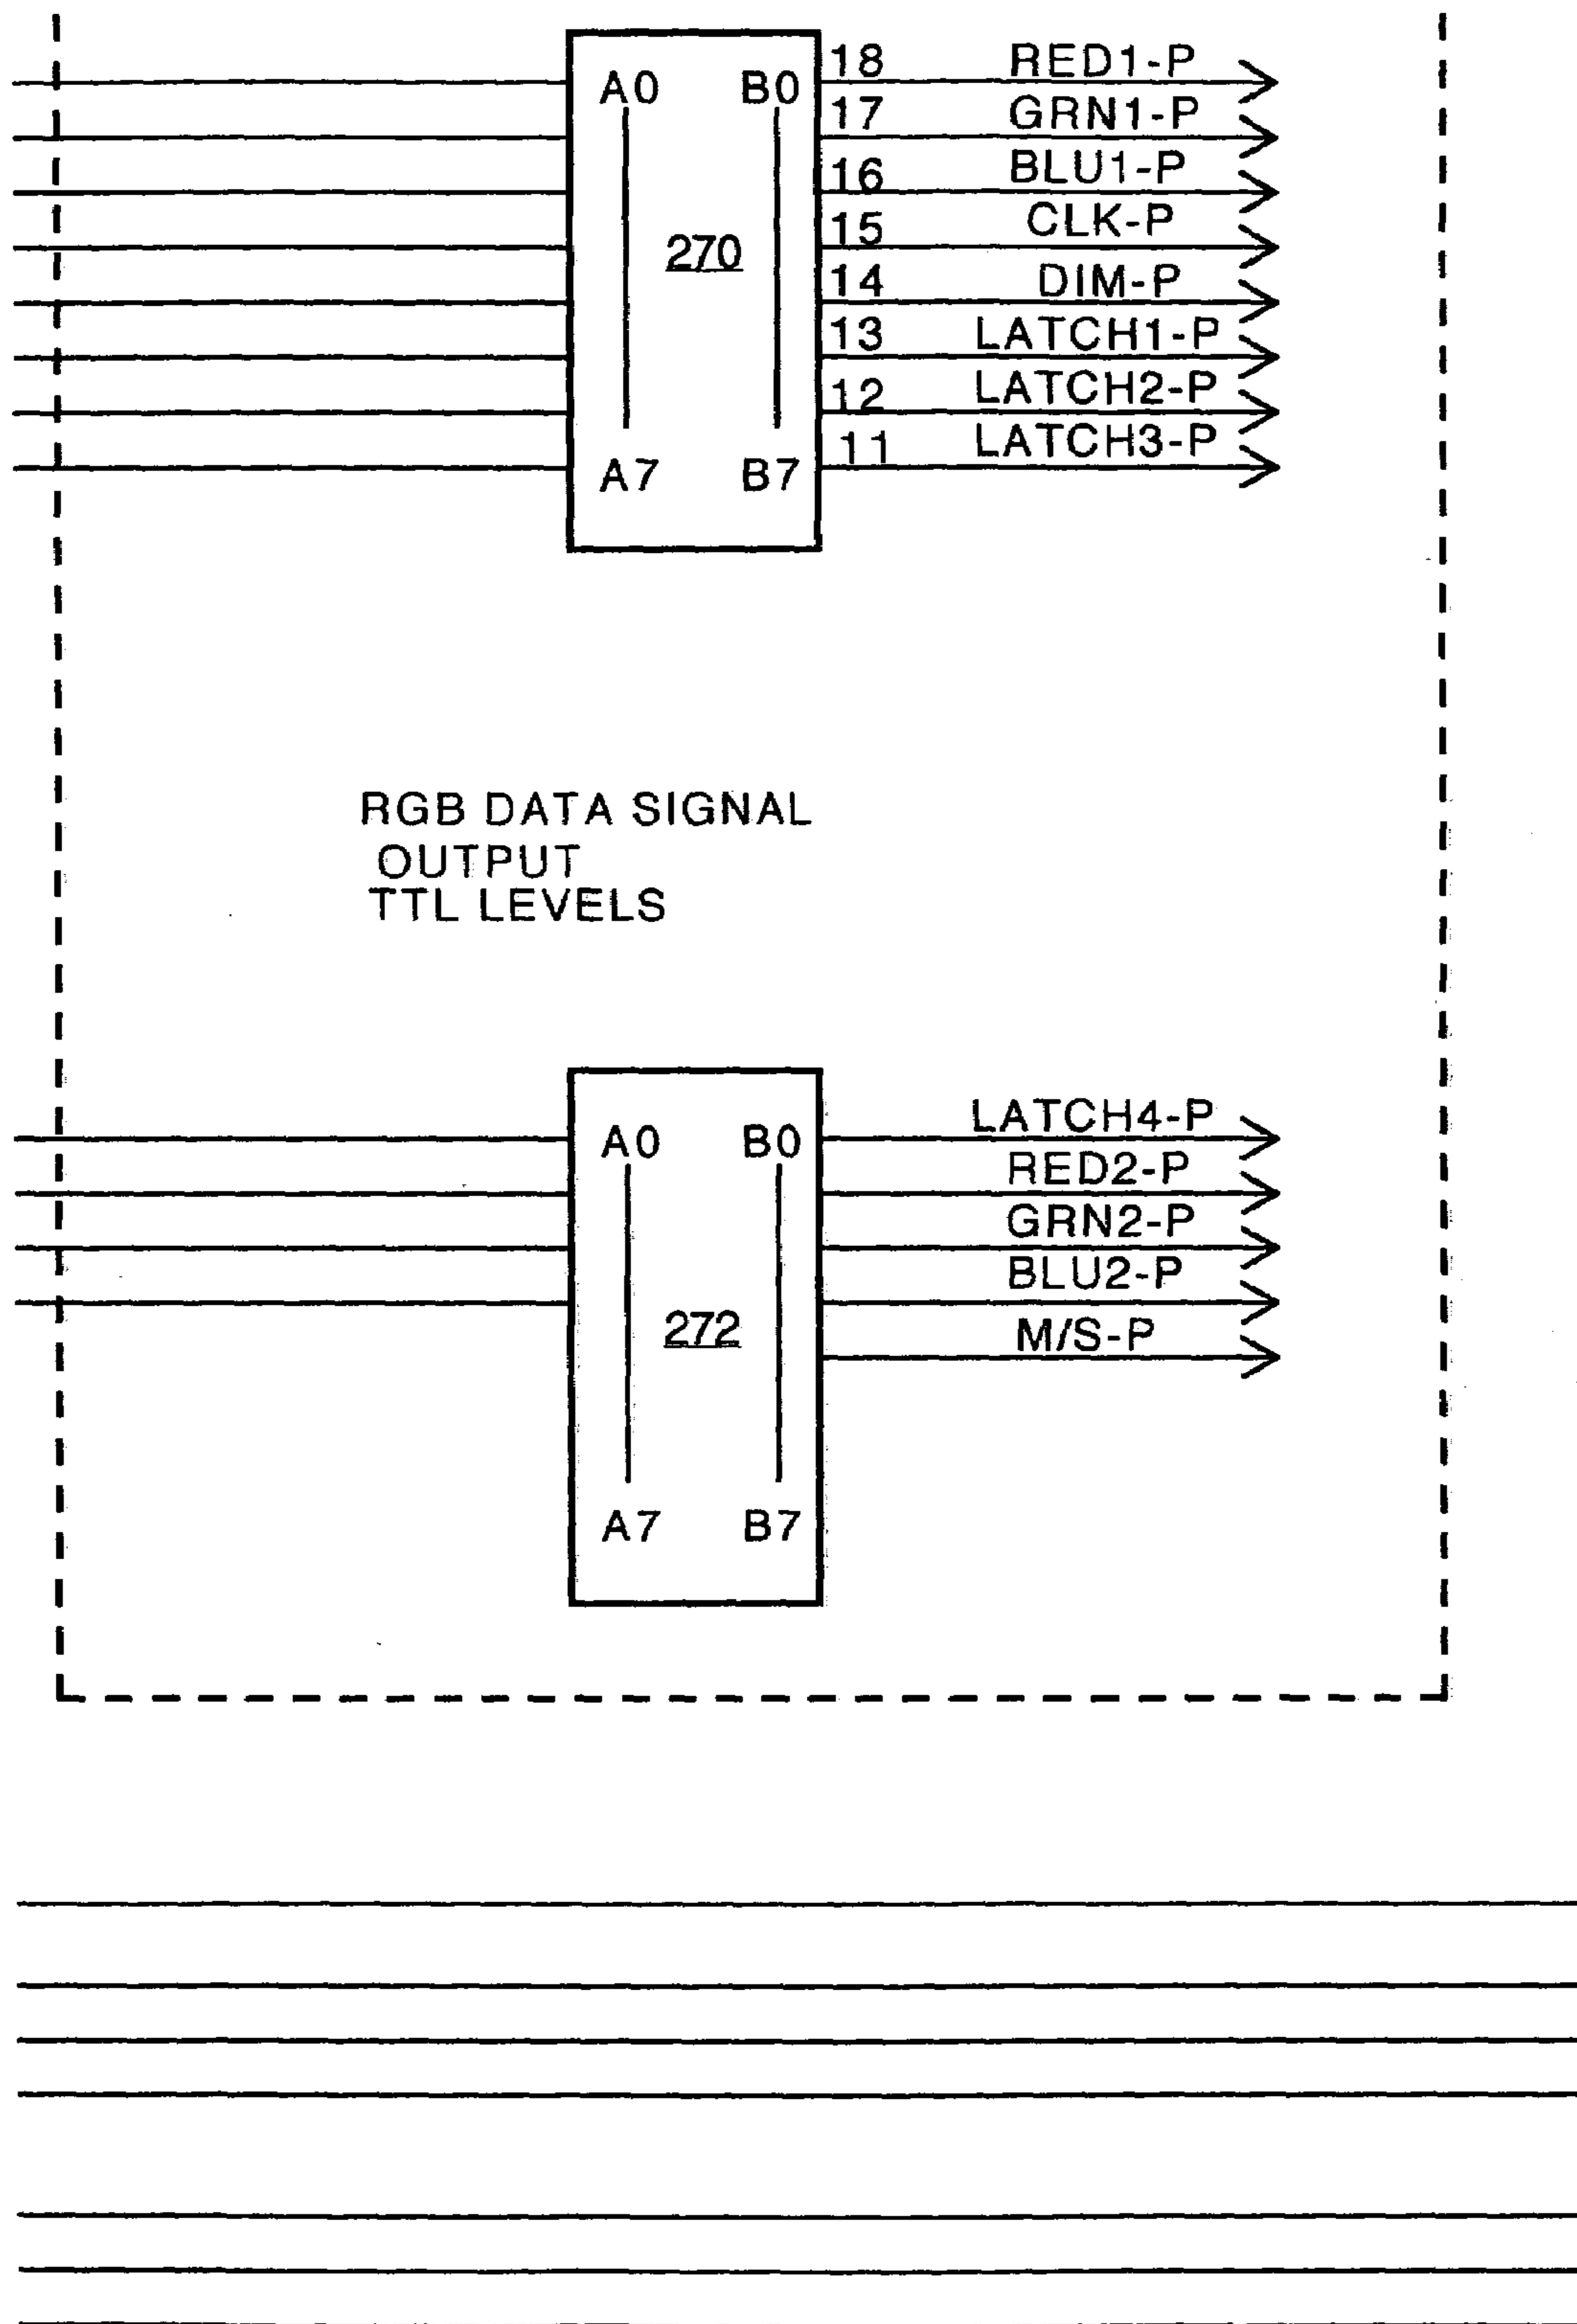 18 RED1-P
A0 B0
17 GRN1-P
16 BLU1-P
15 CLK-P
270
14 DIM-P
13 LATCH1-P
12 LATCH2-P
11 LATCH3-P
A7 B7
RGB DATA SIGNAL
OUTPUT
TTL LEVELS
LATCH4-P
A0 B0
RED2-P
GRN2-P
BLU2-P
272
M/S-P
A7 B7